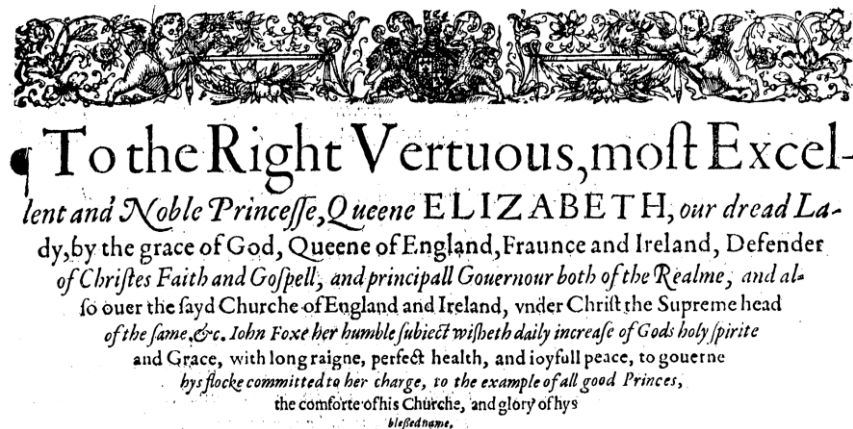 ¶ To the Right Vertuous, moſt Excel-
lent and Noble Princeſſe, Queene ELIZABETH, our dread La-
dy, by the grace of God, Queene of England, Fraunce and Ireland, Defender
of Chriſtes Faith and Goſpell, and principall Gouernour both of the Realme, and al-
ſo ouer the ſayd Churche of England and Ireland, vnder Chriſt the Supreme head
of the ſame. &c. Iohn Foxe her humble ſubiect wiſheth daily increaſe of Gods holy ſpirite
and Grace, with long raigne, perfect health, and ioyfull peace, to gouerne
hys flocke committed to her charge, to the example of all good Princes,
the comforte of his Churche, and glory of hys
bleſſed name.